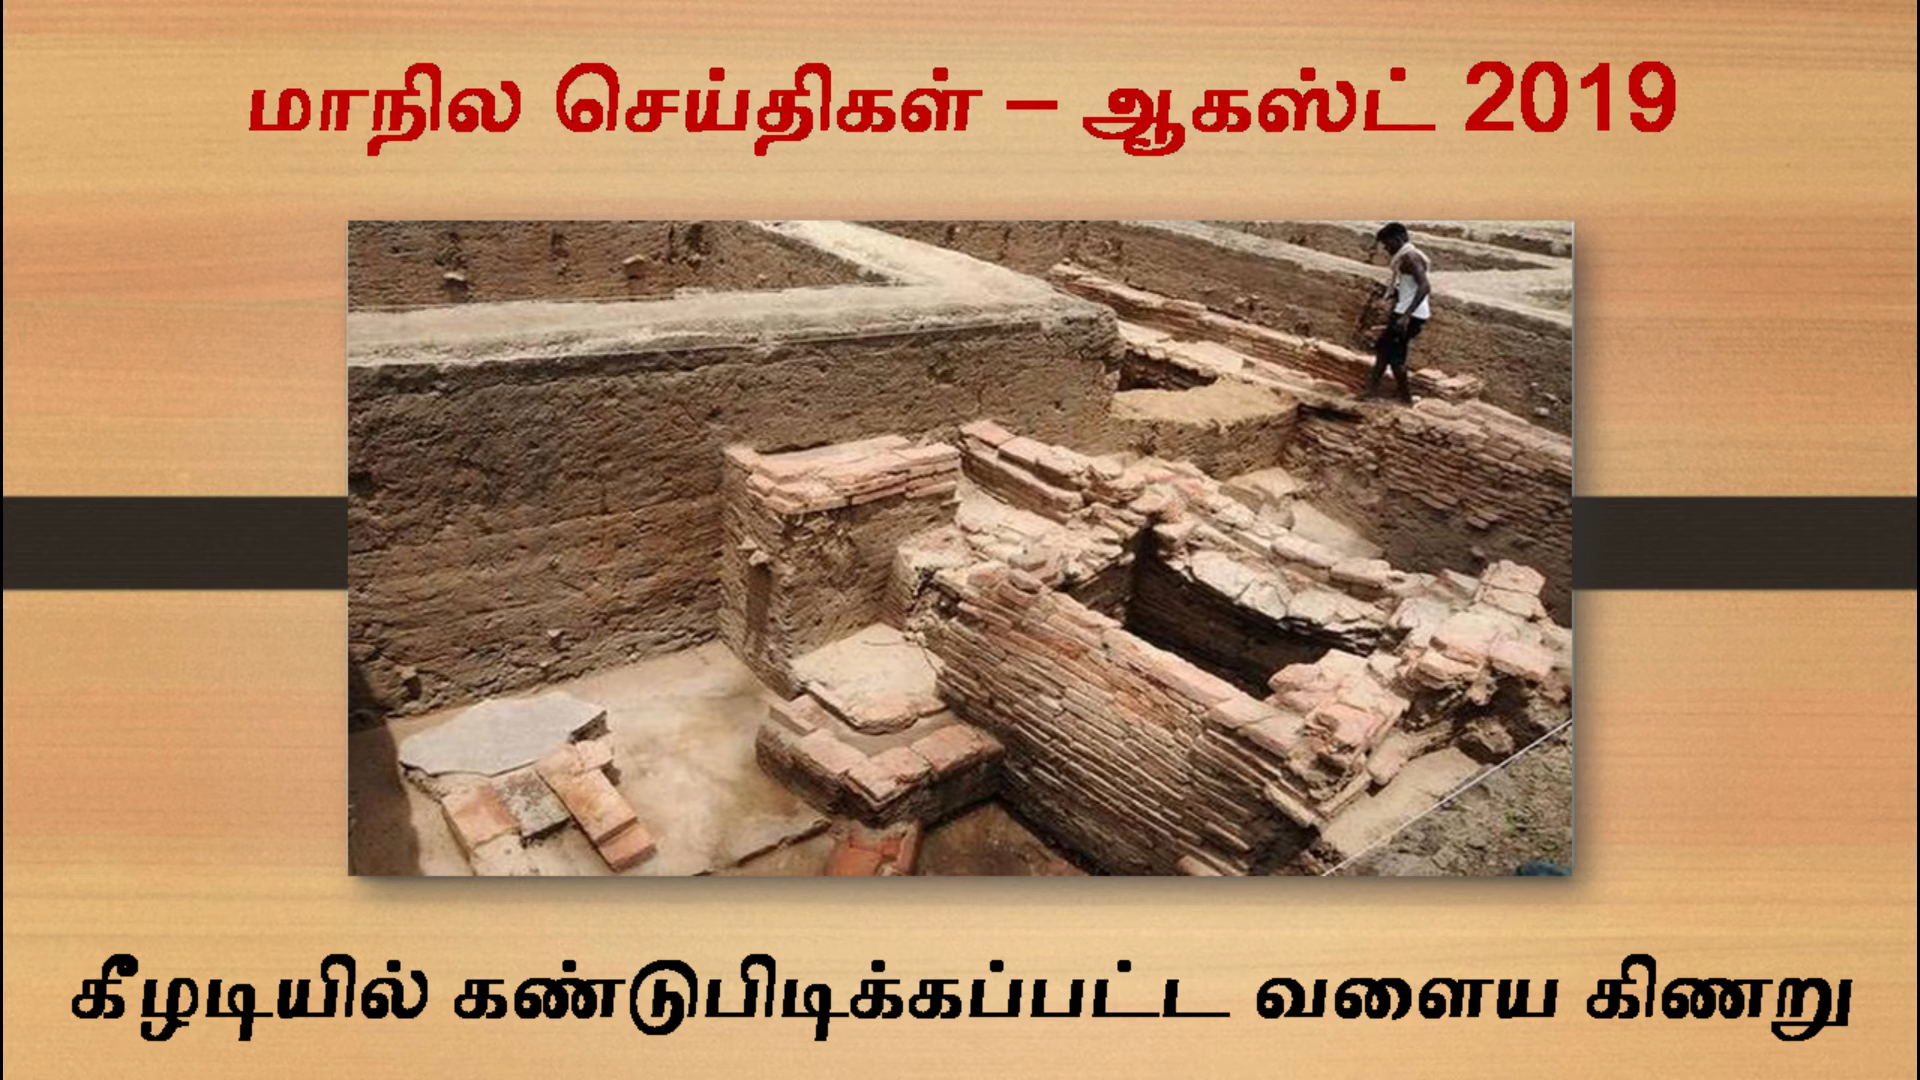 மாநில செய்திகள் – ஆகஸ்ட் 2019
கீழடியில் கண்டுபிடிக்கப்பட்ட வளைய கிணறு